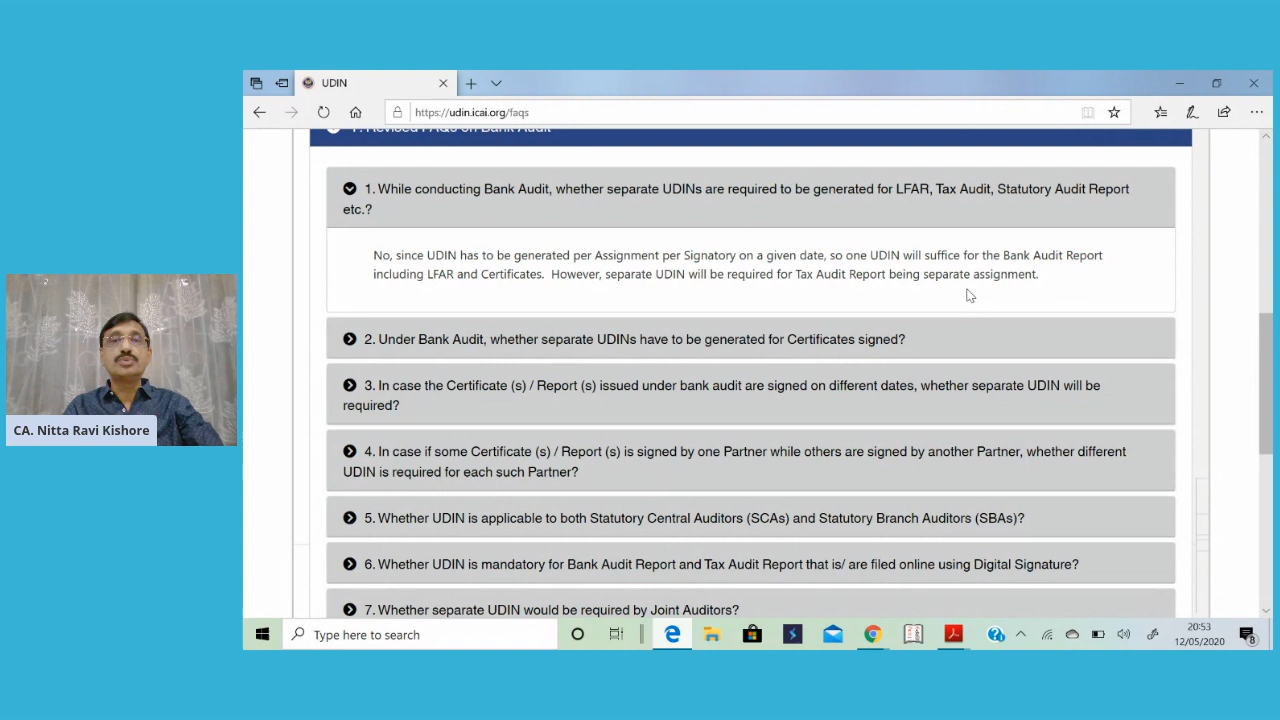 UDIN
https://udin.icai.org/faqs
1. Revised FAQs on Bank Audit
1. While conducting Bank Audit, whether separate UDINs are required to be generated for LFAR, Tax Audit, Statutory Audit Report
etc.?
No, since UDIN has to be generated per Assignment per Signatory on a given date, so one UDIN will suffice for the Bank Audit Report
including LFAR and Certificates. However, separate UDIN will be required for Tax Audit Report being separate assignment.
2. Under Bank Audit, whether separate UDINs have to be generated for Certificates signed?
3. In case the Certificate (s) / Report (s) issued under bank audit are signed on different dates, whether separate UDIN will be
required?
4. In case if some Certificate (s) / Report (s) is signed by one Partner while others are signed by another Partner, whether different
UDIN is required for each such Partner?
5. Whether UDIN is applicable to both Statutory Central Auditors (SCAs) and Statutory Branch Auditors (SBAs)?
6. Whether UDIN is mandatory for Bank Audit Report and Tax Audit Report that is/ are filed online using Digital Signature?
7. Whether separate UDIN would be required by Joint Auditors?
CA. Nitta Ravi Kishore
Type here to search
20:53
12/05/2020
8